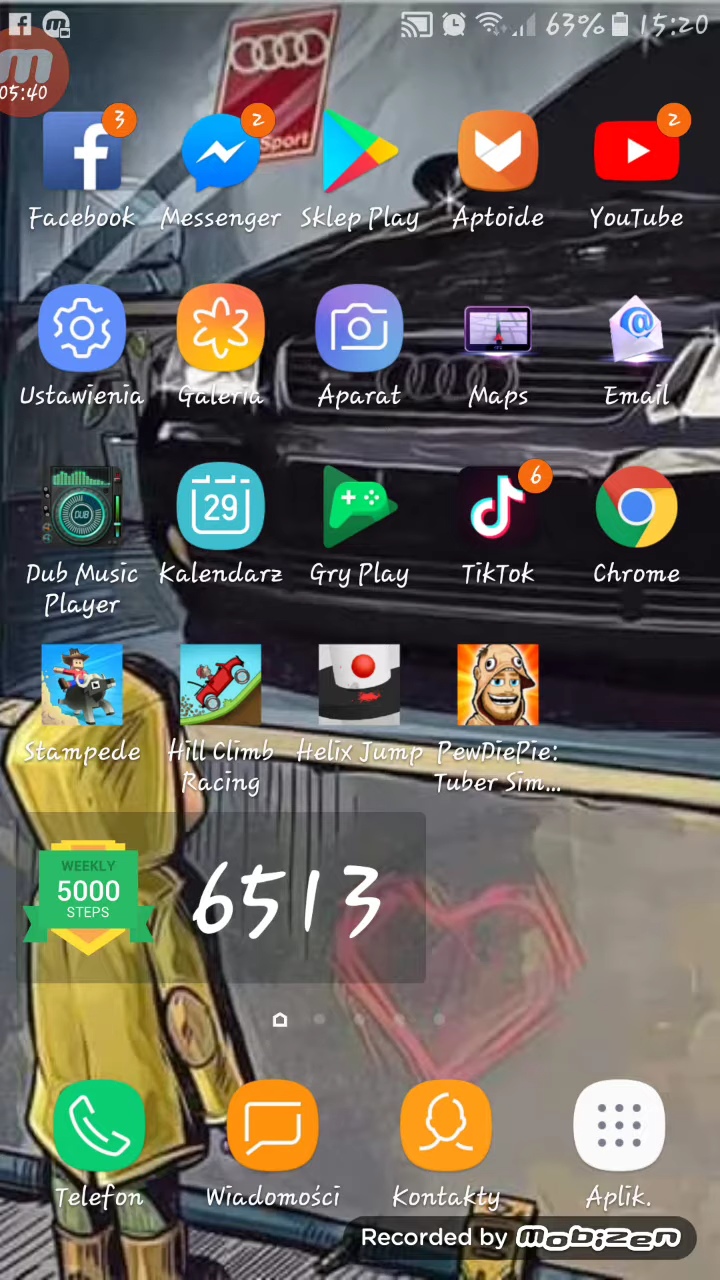 63% 15:20
05:40
Sport
3 2 2
Facebook Messenger Sklep Play Aptoide YouTube
Ustawienia Galeria Aparat Maps Email
DUB 29 6
Dub Music Kalendarz Gry Play TikTok Chrome
Player
Stampede Hill Climb Helix Jump PewDiePie:
Racing Tuber Sim...
WEEKLY
5000
STEPS
6513
Telefon Wiadomości Kontakty Aplik.
Recorded by mobizen